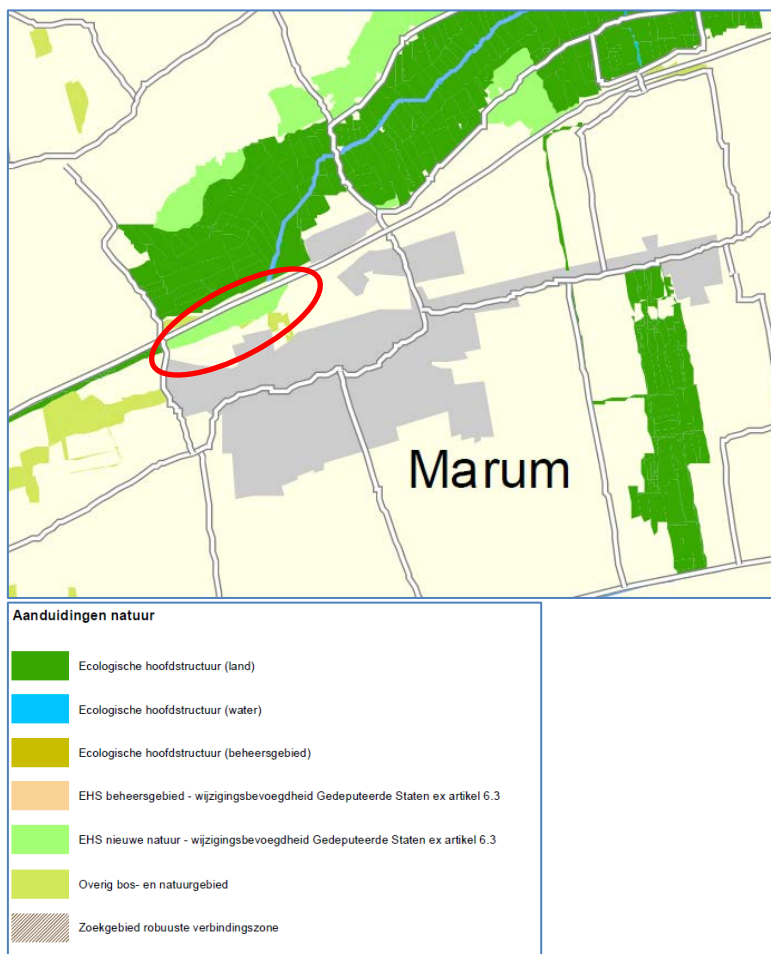 Marum
Aanduidingen natuur
Ecologische hoofdstructuur (land)
Ecologische hoofdstructuur (water)
Ecologische hoofdstructuur (beheersgebied)
EHS beheersgebied - wijzigingsbevoegdheid Gedeputeerde Staten ex artikel 6.3
EHS nieuwe natuur - wijzigingsbevoegdheid Gedeputeerde Staten ex artikel 6.3
Overig bos- en natuurgebied
Zoekgebied robuuste verbindingszone